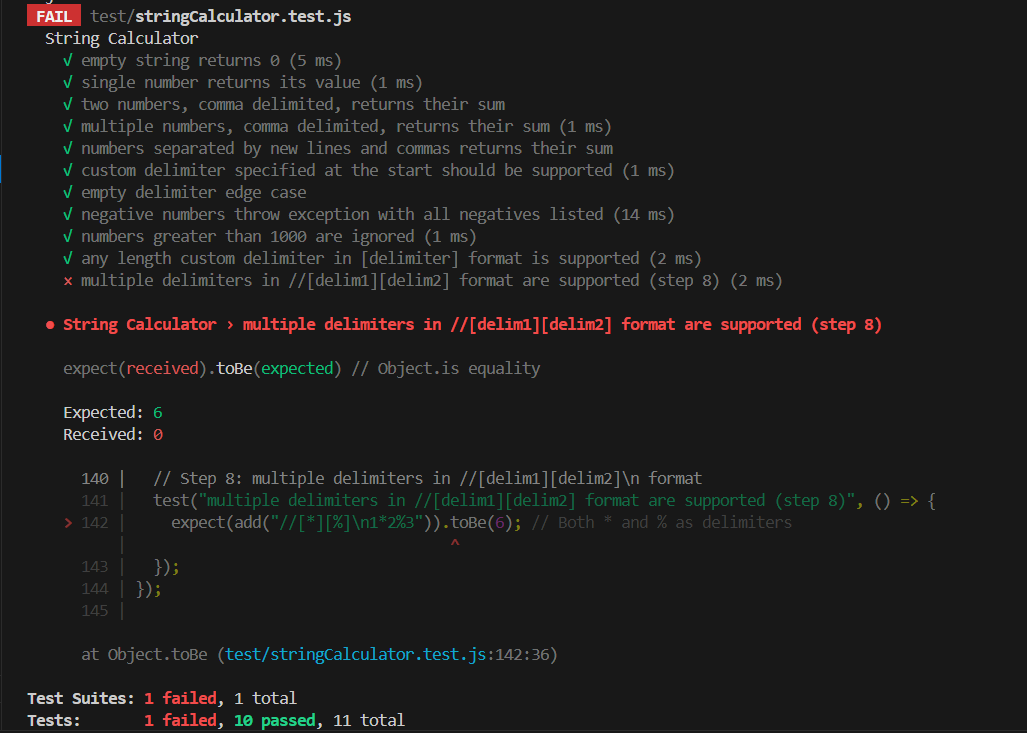 FAIL test/stringCalculator.test.js
String Calculator
√ empty string returns 0 (5 ms)
√ single number returns its value (1 ms)
√ two numbers, comma delimited, returns their sum
√ multiple numbers, comma delimited, returns their sum (1 ms)
√ numbers separated by new lines and commas returns their sum
√ custom delimiter specified at the start should be supported (1 ms)
√ empty delimiter edge case
√ negative numbers throw exception with all negatives listed (14 ms)
√ numbers greater than 1000 are ignored (1 ms)
√ any length custom delimiter in [delimiter] format is supported (2 ms)
× multiple delimiters in //[delim1][delim2] format are supported (step 8) (2 ms)
● String Calculator › multiple delimiters in //[delim1][delim2] format are supported (step 8)
expect(received).toBe(expected) // Object.is equality
Expected: 6
Received: 0
140 | // Step 8: multiple delimiters in //[delim1][delim2]\n format
141 | test("multiple delimiters in //[delim1][delim2] format are supported (step 8)", () => {
> 142 | expect(add("//[*][%]\n1*2%3")).toBe(6); // Both * and % as delimiters
| ^
143 | });
144 | });
145 |
at Object.toBe (test/stringCalculator.test.js:142:36)
Test Suites: 1 failed, 1 total
Tests: 1 failed, 10 passed, 11 total